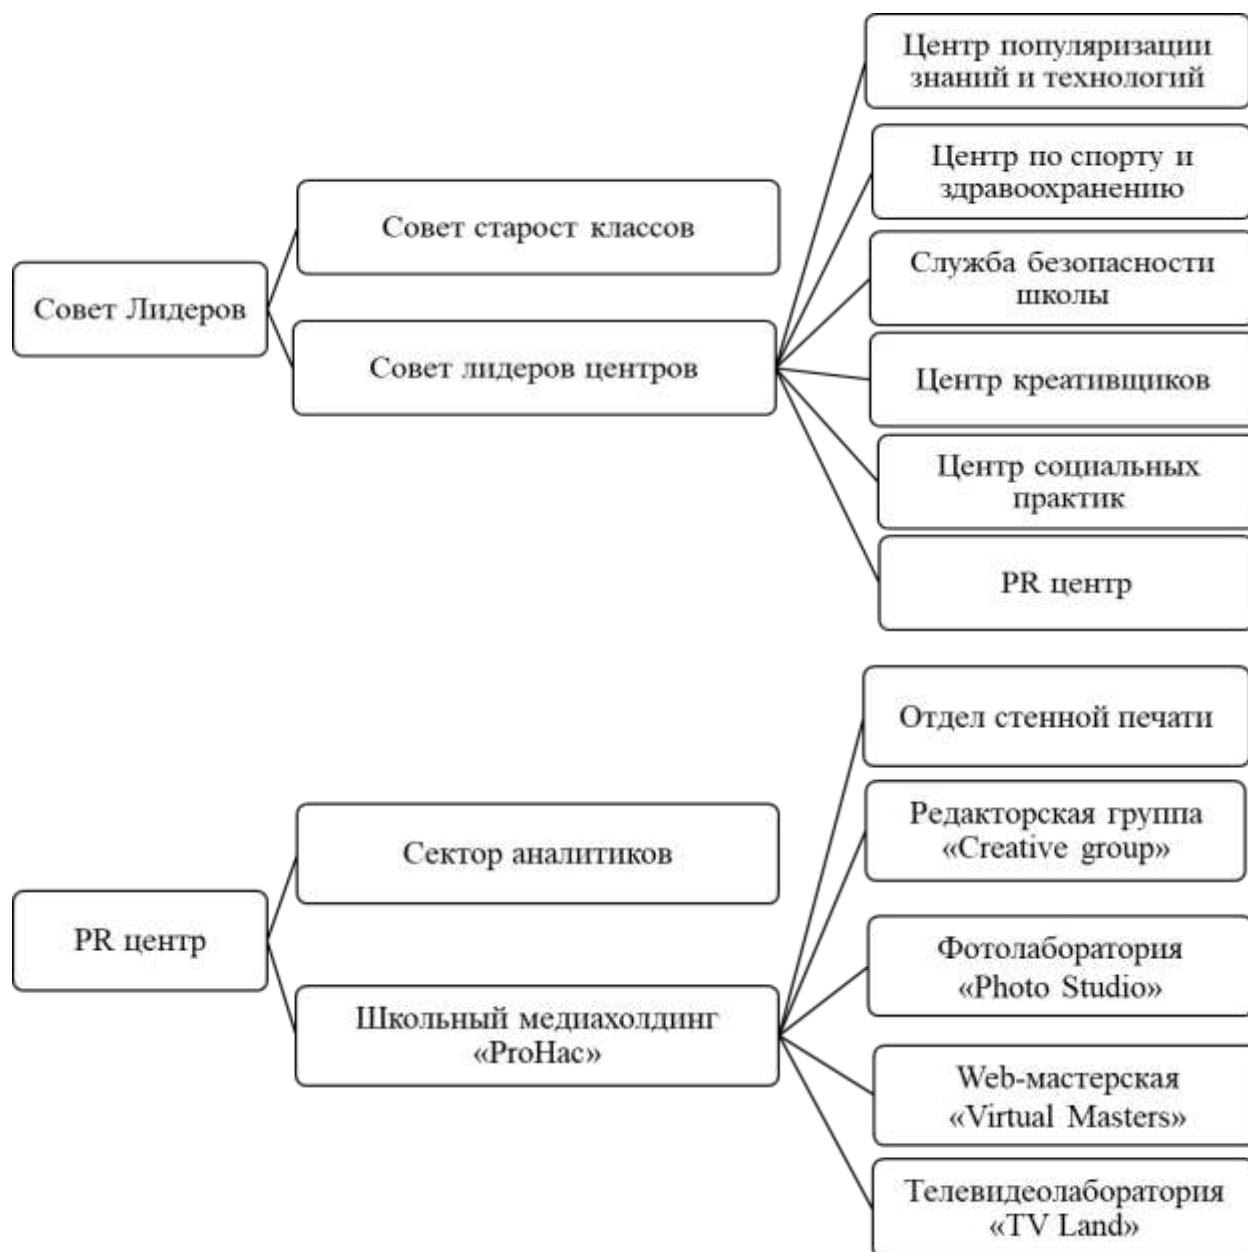 Центр популяризации
знаний и технологий
Центр по спорту и
здравоохранению
Совет старост классов
Служба безопасности
школы
Совет Лидеров
Совет лидеров центров
Центр креативщиков
Центр социальных
практик
PR центр
Отдел стенной печати
Редакторская группа
«Creative group»
Сектор аналитиков
PR центр
Фотолаборатория
«Photo Studio»
Школьный медиахолдинг
«ProНас»
Web-мастерская
«Virtual Masters»
Телевидеолаборатория
«TV Land»